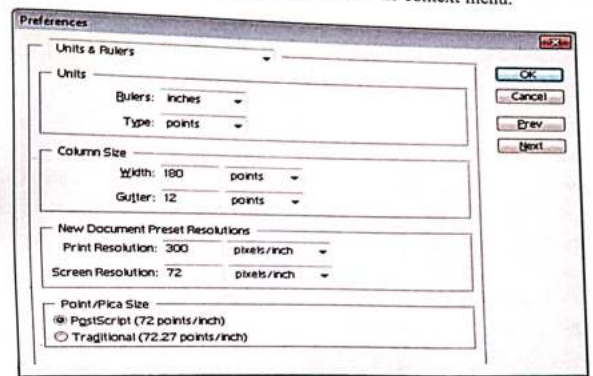 context menu.
Preferences
Units & Rulers
Units
Rulers: inches
Type: points
Column Size
Width: 180 points
Gutter: 12 points
New Document Preset Resolutions
Print Resolution: 300 pixels/inch
Screen Resolution: 72 pixels/inch
Point/Pica Size
PostScript (72 points/inch)
Traditional (72.27 points/inch)
OK
Cancel
Prev
Next